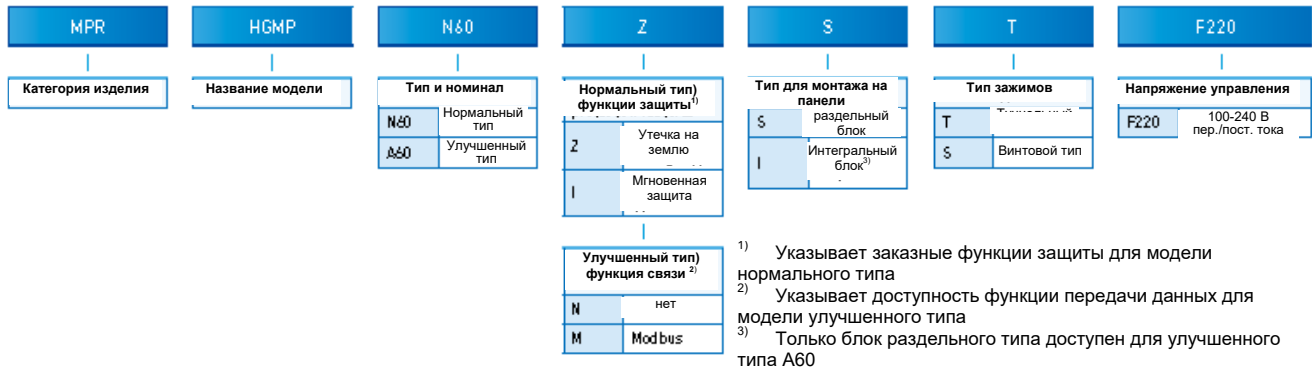 MPR HGMP N60 Z S T F220
Категория изделия
Название модели
Тип и номинал
N60 Нормальный тип
A60 Улучшенный тип
Нормальный тип)
функции защиты1)
Z Утечка на
землю
I Мгновенная
защита
Улучшенный тип)
функция связи 2)
N нет
M Modbus
Тип для монтажа на
панели
S раздельный
блок
I Интегральный
блок3)
Тип зажимов
T
S Винтовой тип
Напряжение управления
F220 100-240 В
пер./пост. тока
1) Указывает заказные функции защиты для модели
нормального типа
2) Указывает доступность функции передачи данных для
модели улучшенного типа
3) Только блок раздельного типа доступен для улучшенного
типа A60